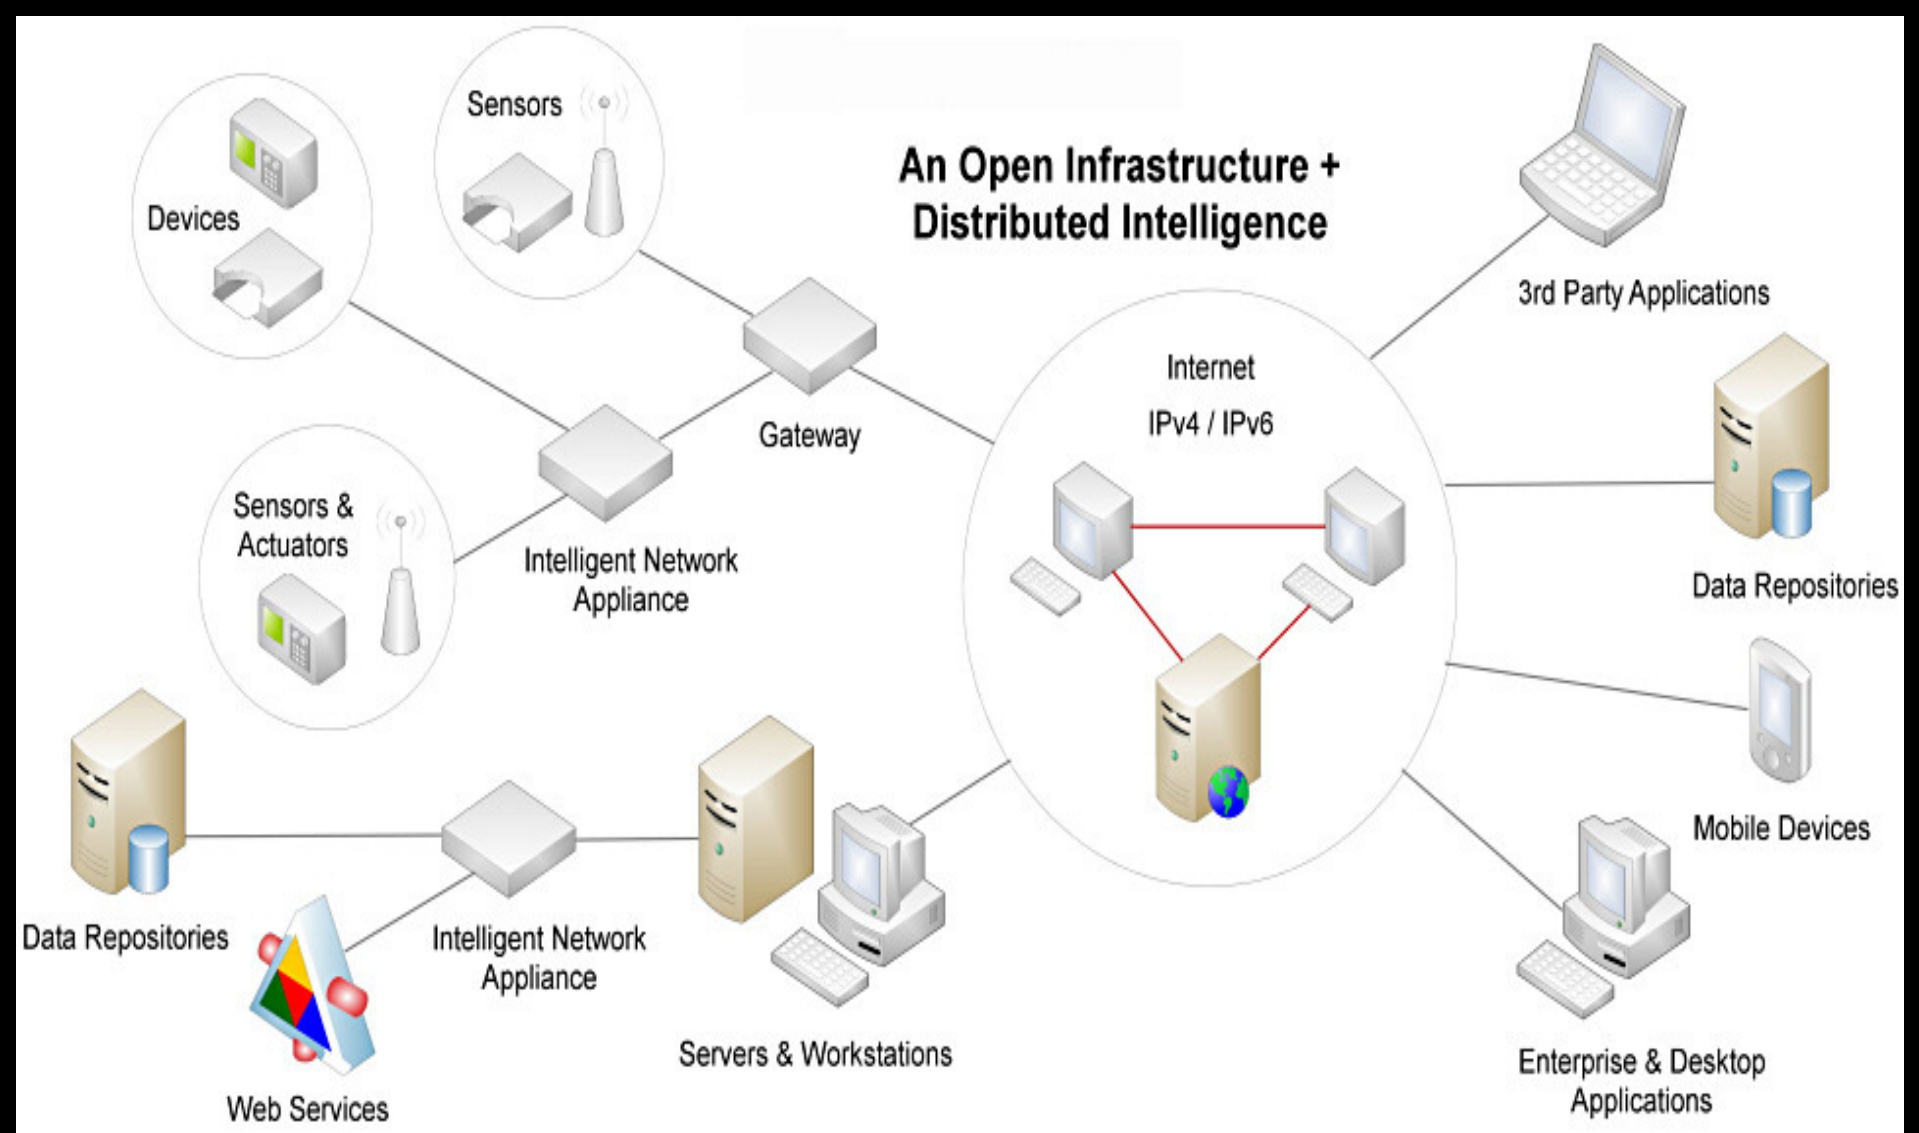 Sensors
An Open Infrastructure +
Distributed Intelligence
Devices
3rd Party Applications
Internet
IPv4 / IPv6
Gateway
Sensors &
Actuators
Intelligent Network
Appliance
Data Repositories
Mobile Devices
Data Repositories
Intelligent Network
Appliance
Servers & Workstations
Enterprise & Desktop
Applications
Web Services